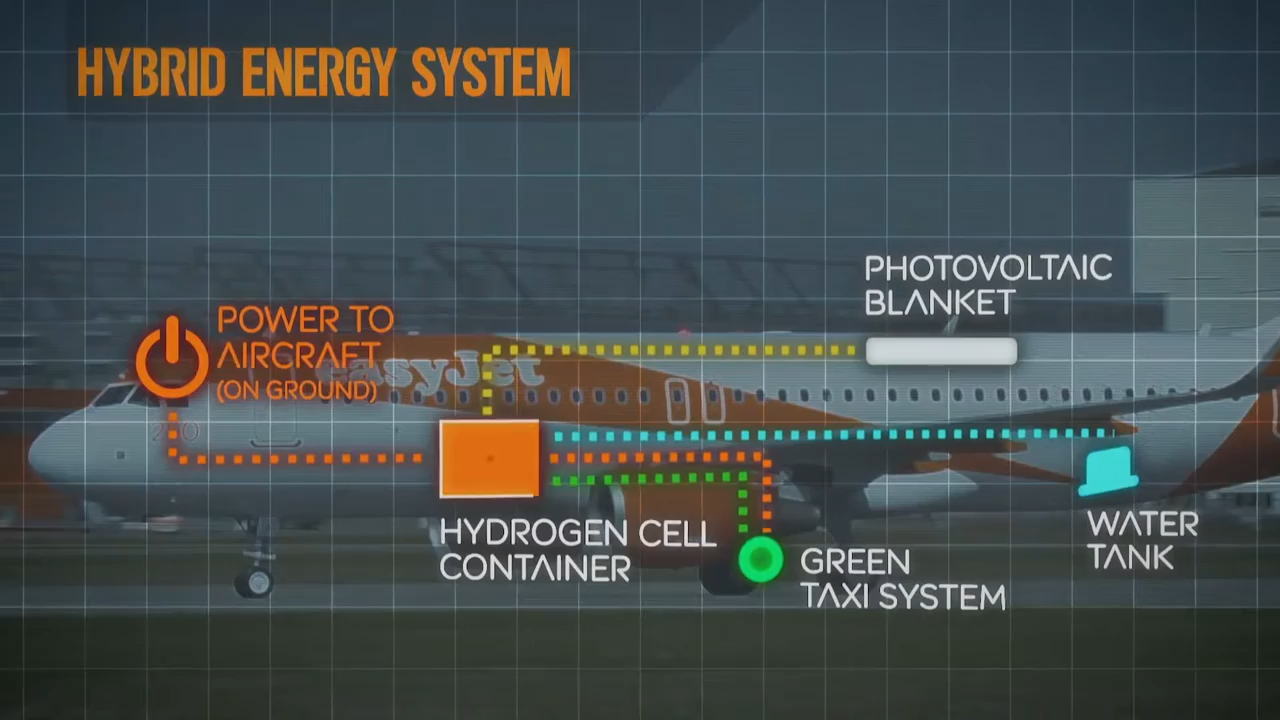 HYBRID ENERGY SYSTEM
PHOTOVOLTAIC
BLANKET
POWER TO
AIRCRAFT
(ON GROUND)
easyJet
HYDROGEN CELL
CONTAINER
GREEN
TAXI SYSTEM
WATER
TANK